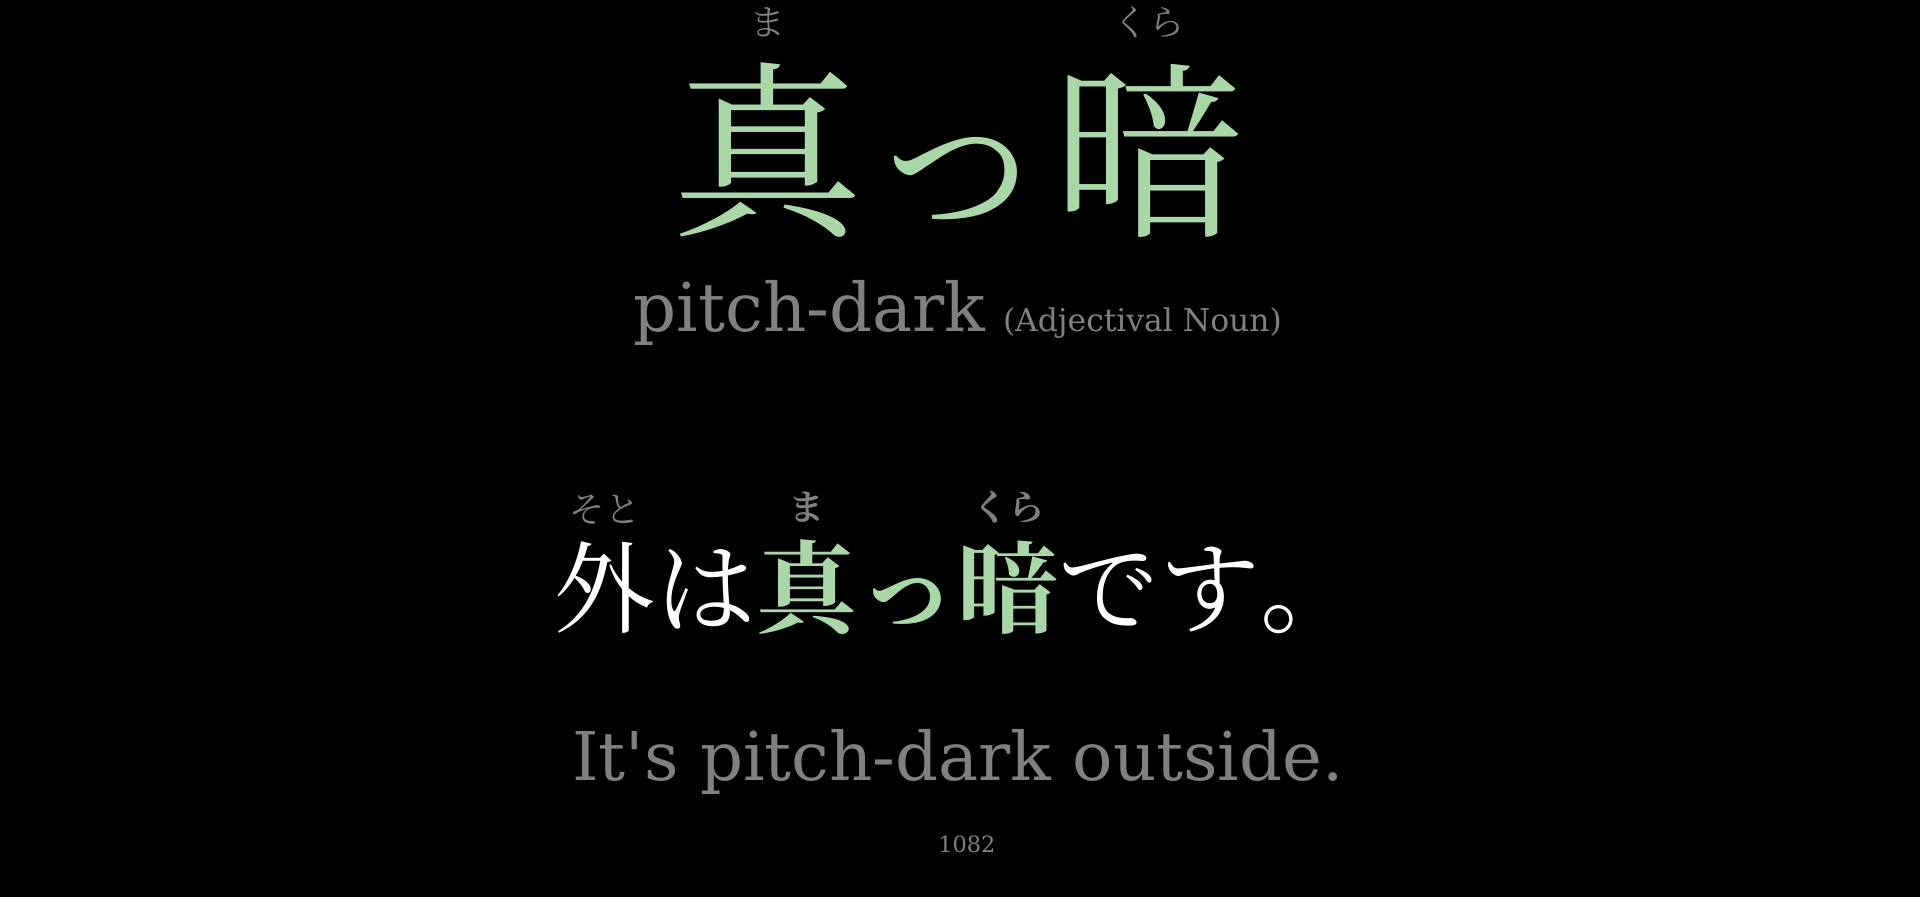 ま くら
真っ暗
pitch-dark (Adjectival Noun)
そと ま くら
外は真っ暗です。
It's pitch-dark outside.
1082